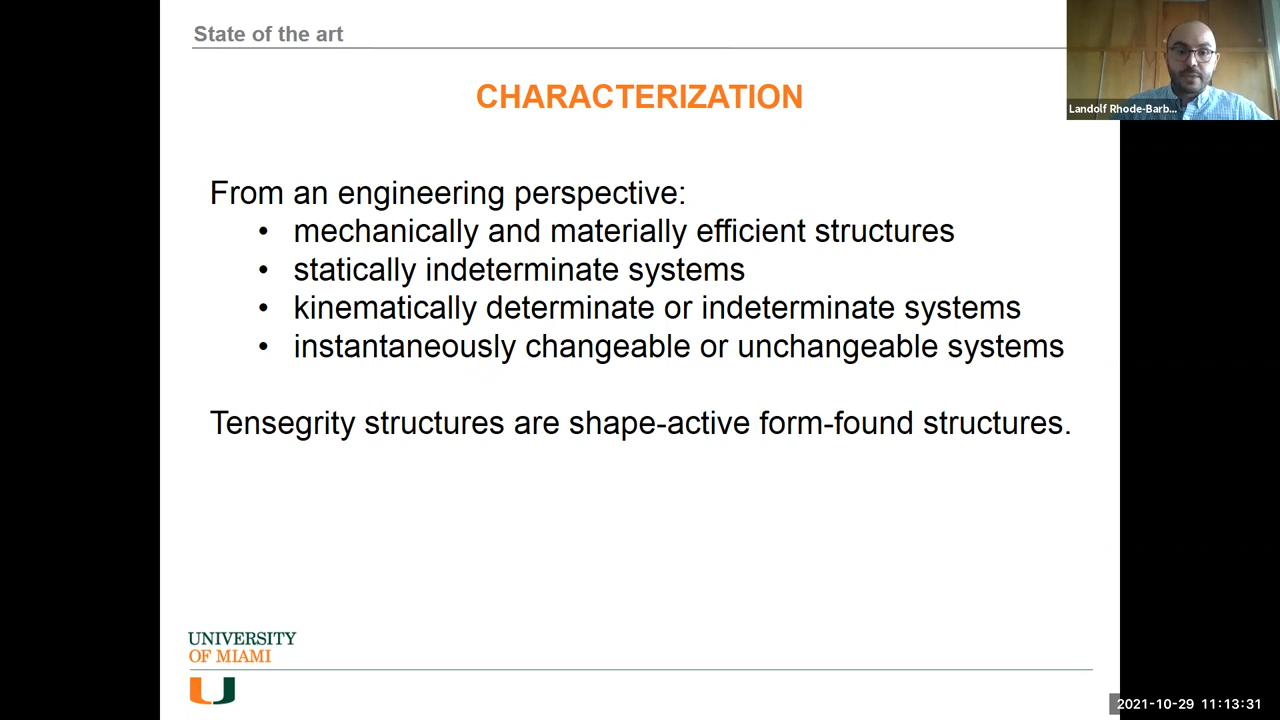 State of the art
CHARACTERIZATION
Landolf Rhode-Barb...
From an engineering perspective:
• mechanically and materially efficient structures
• statically indeterminate systems
• kinematically determinate or indeterminate systems
• instantaneously changeable or unchangeable systems
Tensegrity structures are shape-active form-found structures.
UNIVERSITY
OF MIAMI
2021-10-29 11:13:31